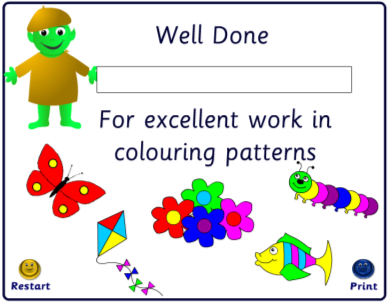 Well Done
For excellent work in
colouring patterns
Restart
Print